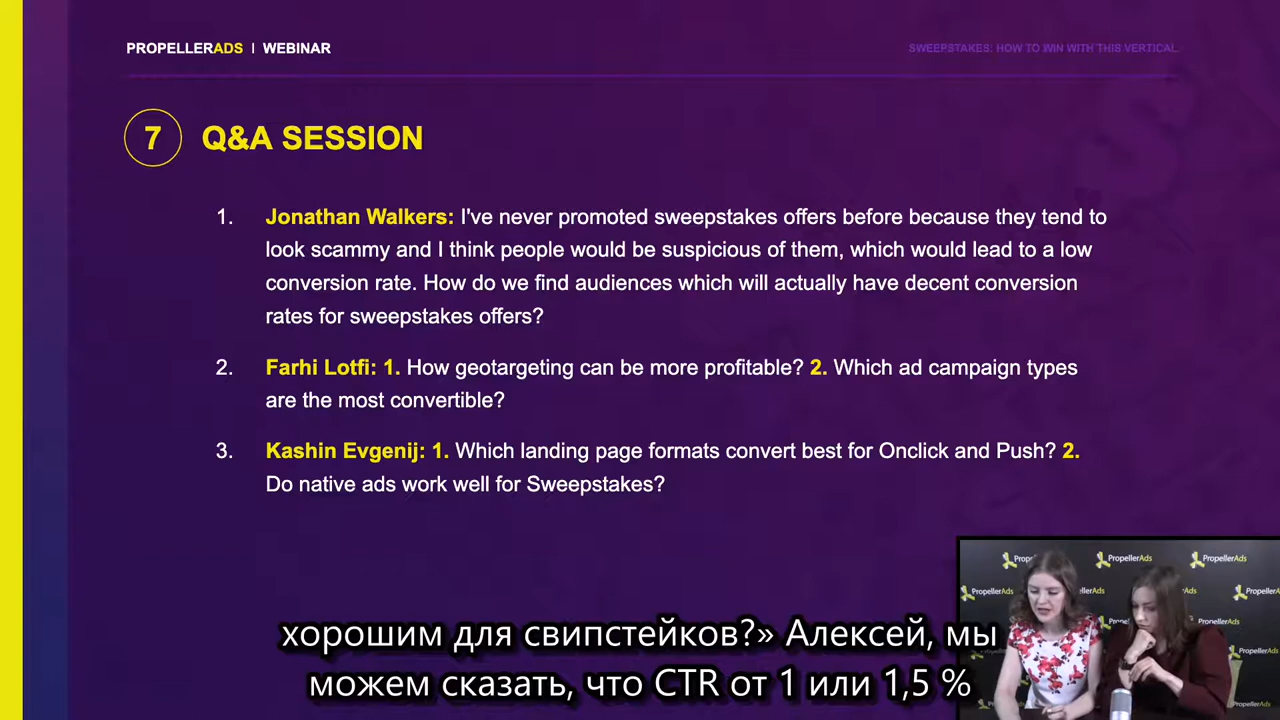 PROPELLERADS | WEBINAR
SWEEPSTAKES: HOW TO WIN WITH THIS VERTICAL.
7 Q&A SESSION
1. Jonathan Walkers: I've never promoted sweepstakes offers before because they tend to
look scammy and I think people would be suspicious of them, which would lead to a low
conversion rate. How do we find audiences which will actually have decent conversion
rates for sweepstakes offers?
2. Farhi Lotfi: 1. How geotargeting can be more profitable? 2. Which ad campaign types
are the most convertible?
3. Kashin Evgenij: 1. Which landing page formats convert best for Onclick and Push? 2.
Do native ads work well for Sweepstakes?
PropellerAds
PropellerAds
PropellerAds
PropellerAds
хорошим для свипстейков?» Алексей, мы
можем сказать, что CTR от 1 или 1,5 %